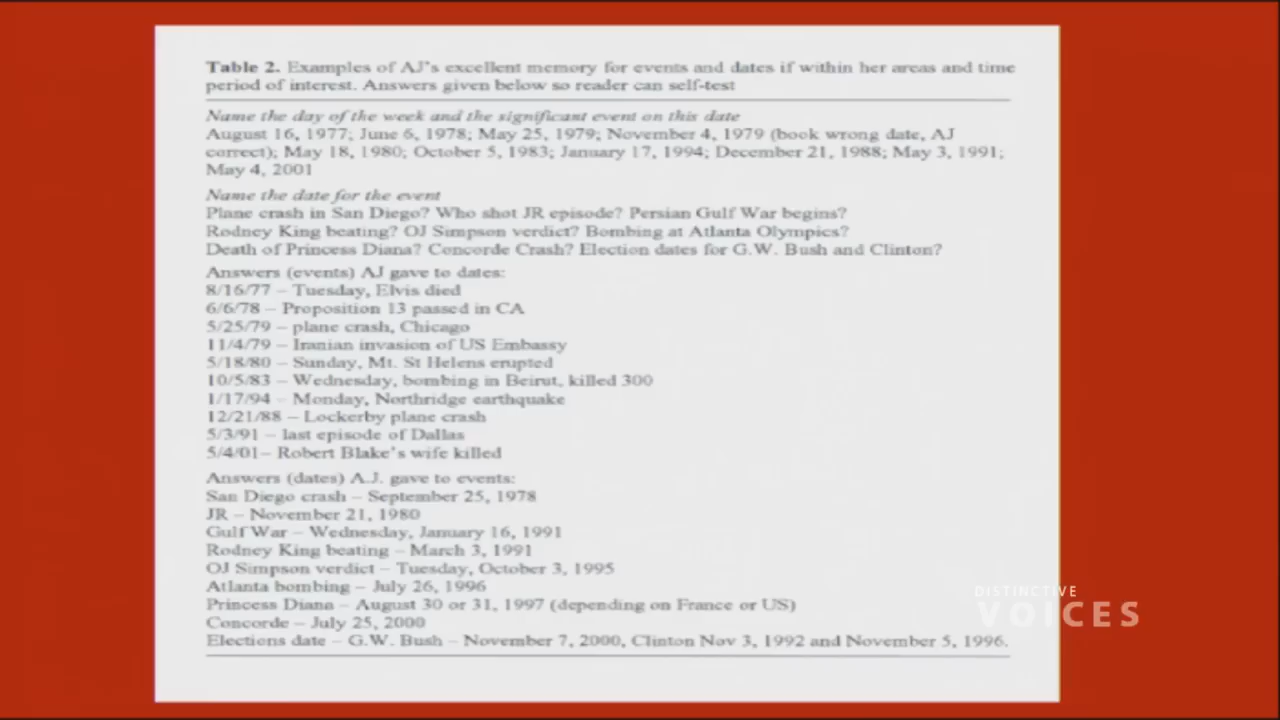 Table 2. Examples of AJ's excellent memory for events and dates if within her areas and time
period of interest. Answers given below so reader can self-test
Name the day of the week and the significant event on this date
August 16, 1977; June 6, 1978; May 25, 1979; November 4, 1979 (book wrong date, AJ
correct); May 18, 1980; October 5, 1983; January 17, 1994; December 21, 1988; May 3, 1991;
May 4, 2001
Name the date for the event
Plane crash in San Diego? Who shot JR episode? Persian Gulf War begins?
Rodney King beating? OJ Simpson verdict? Bombing at Atlanta Olympics?
Death of Princess Diana? Concorde Crash? Election dates for G.W. Bush and Clinton?
Answers (events) AJ gave to dates:
8/16/77 – Tuesday, Elvis died
6/6/78 – Proposition 13 passed in CA
5/25/79 – plane crash, Chicago
11/4/79 – Iranian invasion of US Embassy
5/18/80 – Sunday, Mt. St Helens erupted
10/5/83 – Wednesday, bombing in Beirut, killed 300
1/17/94 – Monday, Northridge earthquake
12/21/88 – Lockerby plane crash
5/3/91 – last episode of Dallas
5/4/01– Robert Blake's wife killed
Answers (dates) A.J. gave to events:
San Diego crash – September 25, 1978
JR – November 21, 1980
Gulf War – Wednesday, January 16, 1991
Rodney King beating – March 3, 1991
OJ Simpson verdict – Tuesday, October 3, 1995
Atlanta bombing – July 26, 1996
Princess Diana – August 30 or 31, 1997 (depending on France or US)
Concorde – July 25, 2000
Elections date – G.W. Bush – November 7, 2000, Clinton Nov 3, 1992 and November 5, 1996.
DISTINCTIVE
VOICES